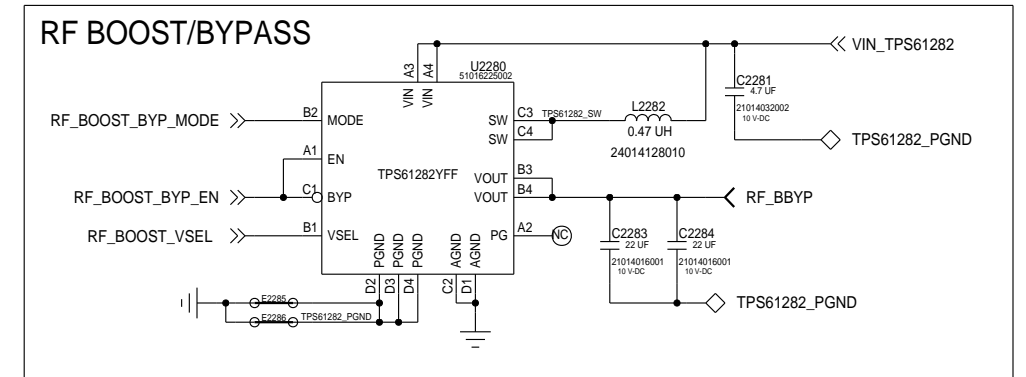 RF BOOST/BYPASS
VIN_TPS61282
A3
A4
U2280
51016225002
VIN
VIN
C2281
4.7 UF
21014032002
10 V-DC
TPS61282_PGND
RF_BOOST_BYP_MODE
B2
MODE
SW
C3
TPS61282_SW
L2282
0.47 UH
24014128010
SW
C4
A1
EN
TPS61282YFF
VOUT
B3
RF_BOOST_BYP_EN
C1
BYP
VOUT
B4
RF_BBYP
RF_BOOST_VSEL
B1
VSEL
PG
A2
NC
C2283
22 UF
21014016001
10 V-DC
C2284
22 UF
21014016001
10 V-DC
TPS61282_PGND
PGND
PGND
PGND
AGND
AGND
D2
D3
D4
C2
D1
E2285
E2286
TPS61282_PGND